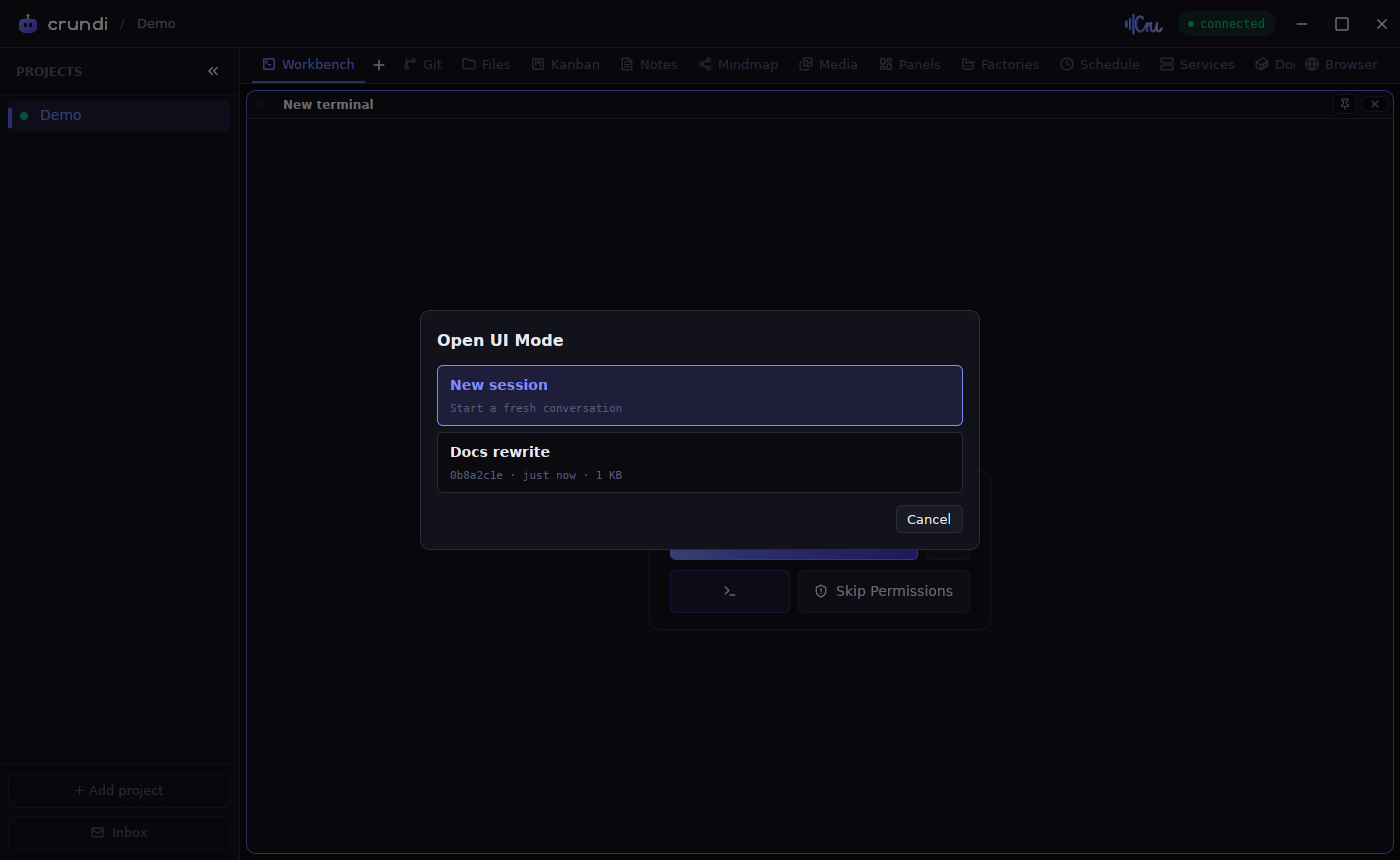 crundi / Demo
Cru
connected
PROJECTS
Workbench
Git
Files
Kanban
Notes
Mindmap
Media
Panels
Factories
Schedule
Services
Doc
Browser
Demo
New terminal
Open UI Mode
New session
Start a fresh conversation
Docs rewrite
0b8a2c1e · just now · 1 KB
Cancel
Skip Permissions
+ Add project
Inbox